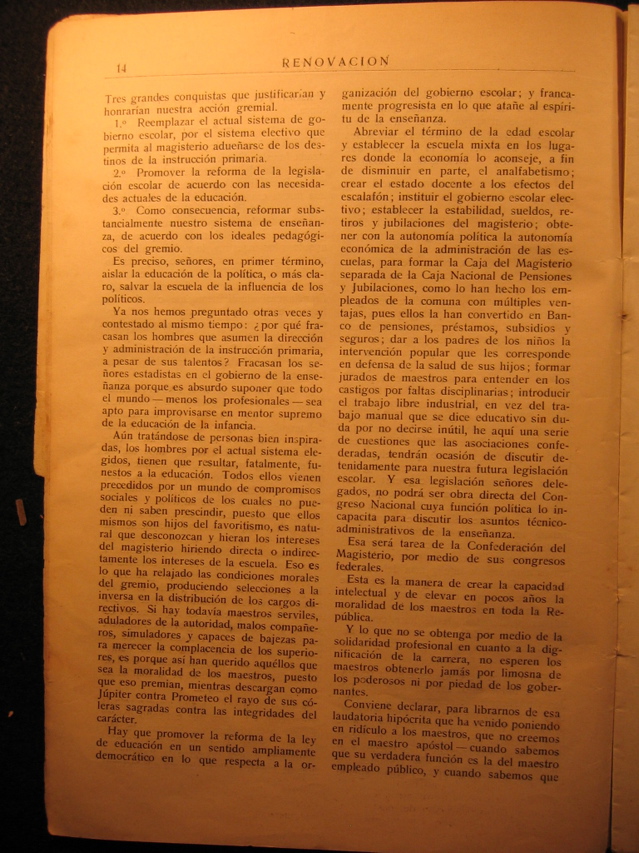 14
RENOVACION
Tres grandes conquistas que justificarían y
honrarían nuestra acción gremial.
1.º Reemplazar el actual sistema de go-
bierno escolar, por el sistema electivo que
permita al magisterio adueñarse de los des-
tinos de la instrucción primaria.
2.º Promover la reforma de la legisla-
ción escolar de acuerdo con las necesida-
des actuales de la educación.
3.º Como consecuencia, reformar subs-
tancialmente nuestro sistema de enseñan-
za, de acuerdo con los ideales pedagógi-
cos del gremio.
Es preciso, señores, en primer término,
aislar la educación de la política, o más cla-
ro, salvar la escuela de la influencia de los
políticos.
Ya nos hemos preguntado otras veces y
contestado al mismo tiempo: ¿por qué fra-
casan los hombres que asumen la dirección
y administración de la instrucción primaria,
a pesar de sus talentos? Fracasan los se-
ñores estadistas en el gobierno de la ense-
ñanza porque es absurdo suponer que todo
el mundo — menos los profesionales — sea
apto para improvisarse en mentor supremo
de la educación de la infancia.
Aún tratándose de personas bien inspira-
das, los hombres por el actual sistema ele-
gidos, tienen que resultar, fatalmente, fu-
nestos a la educación. Todos ellos vienen
precedidos por un mundo de compromisos
sociales y políticos de los cuales no pue-
den ni saben prescindir, puesto que ellos
mismos son hijos del favoritismo, es natu-
ral que desconozcan y hieran los intereses
del magisterio hiriendo directa o indirec-
tamente los intereses de la escuela. Eso es
lo que ha relajado las condiciones morales
del gremio, produciendo selecciones a la
inversa en la distribución de los cargos di-
rectivos. Si hay todavía maestros serviles,
aduladores de la autoridad, malos compañe-
ros, simuladores y capaces de bajezas pa-
ra merecer la complacencia de los superio-
res, es porque así han querido aquéllos que
sea la moralidad de los maestros, puesto
que eso premian, mientras descargan como
Júpiter contra Prometeo el rayo de sus có-
leras sagradas contra las integridades del
carácter.
Hay que promover la reforma de la ley
de educación en un sentido ampliamente
democrático en lo que respecta a la or-
ganización del gobierno escolar; y franca-
mente progresista en lo que atañe al espíri-
tu de la enseñanza.
Abreviar el término de la edad escolar
y establecer la escuela mixta en los luga-
res donde la economía lo aconseje, a fin
de disminuir en parte, el analfabetismo;
crear el estado docente a los efectos del
escalafón; instituir el gobierno escolar elec-
tivo; establecer la estabilidad, sueldos, re-
tiros y jubilaciones del magisterio; obte-
ner con la autonomía política la autonomía
económica de la administración de las es-
cuelas, para formar la Caja del Magisterio
separada de la Caja Nacional de Pensiones
y Jubilaciones, como lo han hecho los em-
pleados de la comuna con múltiples ven-
tajas, pues ellos la han convertido en Ban-
co de pensiones, préstamos, subsidios y
seguros; dar a los padres de los niños la
intervención popular que les corresponde
en defensa de la salud de sus hijos; formar
jurados de maestros para entender en los
castigos por faltas disciplinarias; introducir
el trabajo libre industrial, en vez del tra-
bajo manual que se dice educativo sin du-
da por no decirse inútil, he aquí una serie
de cuestiones que las asociaciones confe-
deradas, tendrán ocasión de discutir de-
tenidamente para nuestra futura legislación
escolar. Y esa legislación señores dele-
gados, no podrá ser obra directa del Con-
greso Nacional cuya función política lo in-
capacita para discutir los asuntos técnico-
administrativos de la enseñanza.
Esa será tarea de la Confederación del
Magisterio, por medio de sus congresos
federales.
Esta es la manera de crear la capacidad
intelectual y de elevar en pocos años la
moralidad de los maestros en toda la Re-
pública.
Y lo que no se obtenga por medio de la
solidaridad profesional en cuanto a la dig-
nificación de la carrera, no esperen los
maestros obtenerlo jamás por limosna de
los poderosos ni por piedad de los gober-
nantes.
Conviene declarar, para librarnos de esa
laudatoria hipócrita que ha venido poniendo
en ridículo a los maestros, que no creemos
en el maestro apóstol — cuando sabemos
que su verdadera función es la del maestro
empleado público, y cuando sabemos que